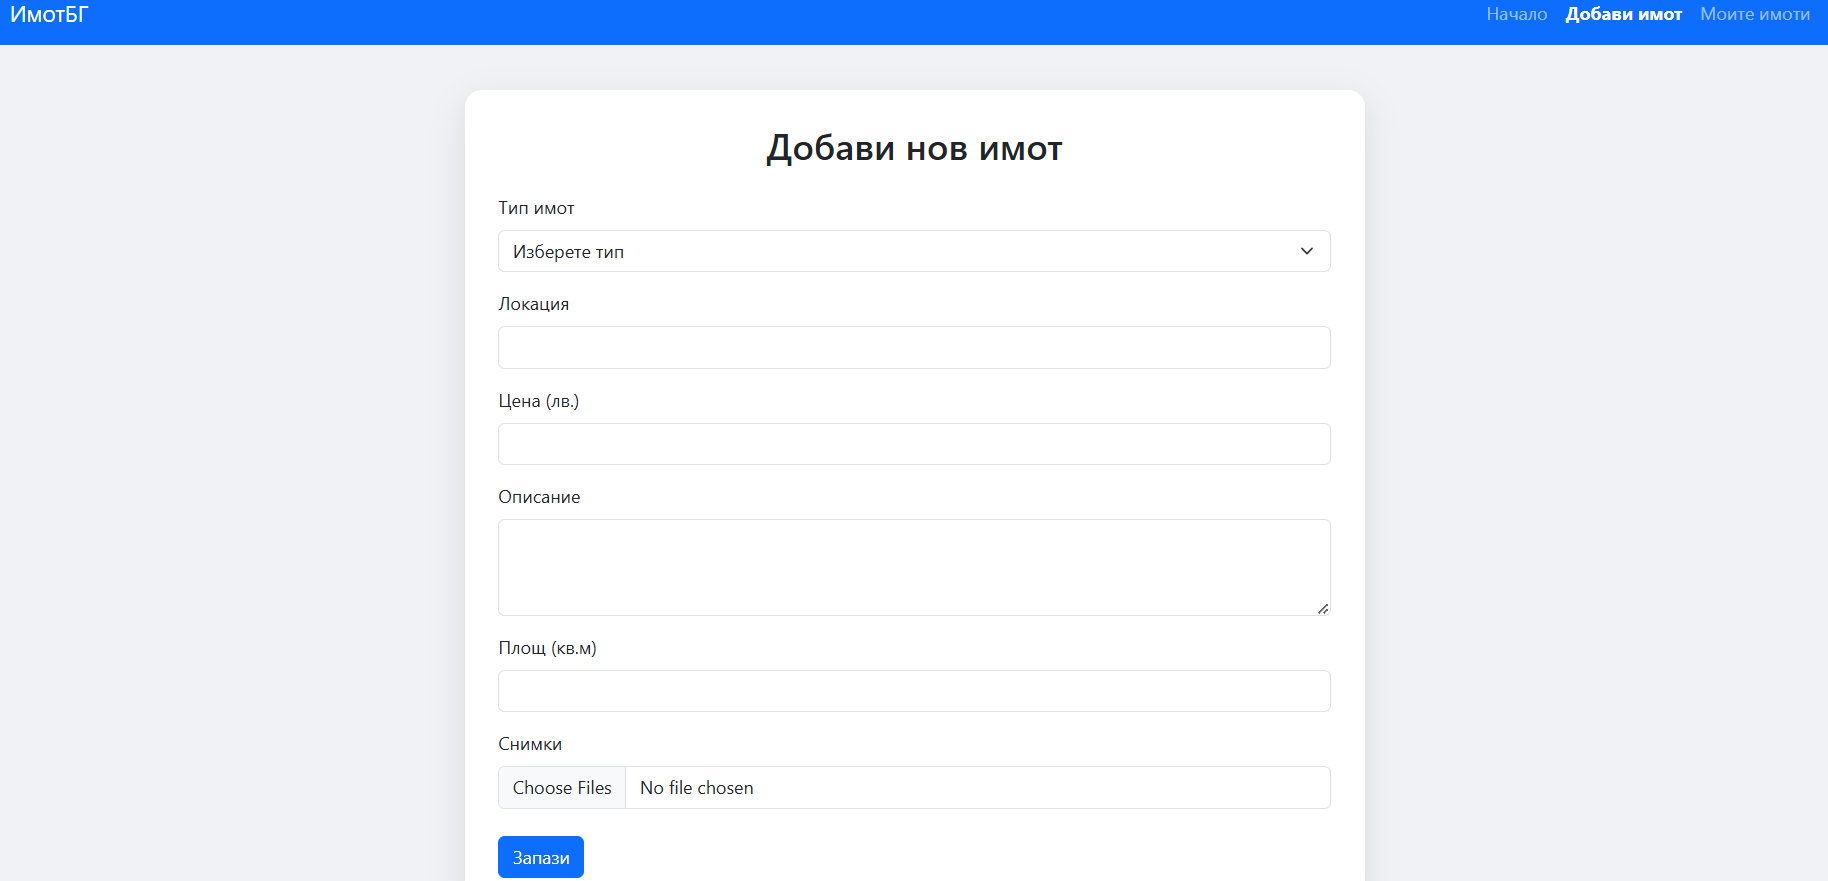 ИмотБГ
Начало Добави имот Моите имоти
Добави нов имот
Тип имот
Изберете тип
Локация
Цена (лв.)
Описание
Площ (кв.м)
Снимки
Choose Files No file chosen
Запази